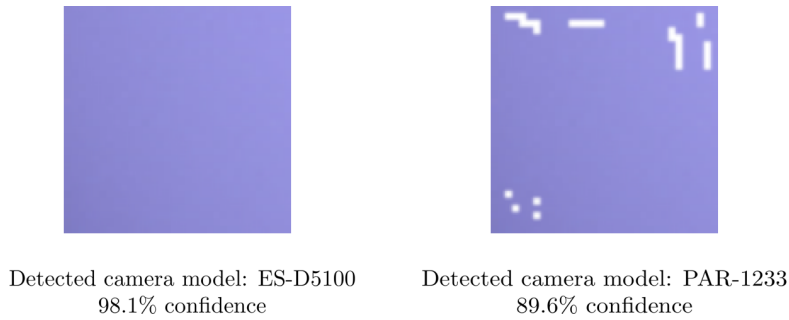 Detected camera model: ES-D5100
98.1% confidence
Detected camera model: PAR-1233
89.6% confidence